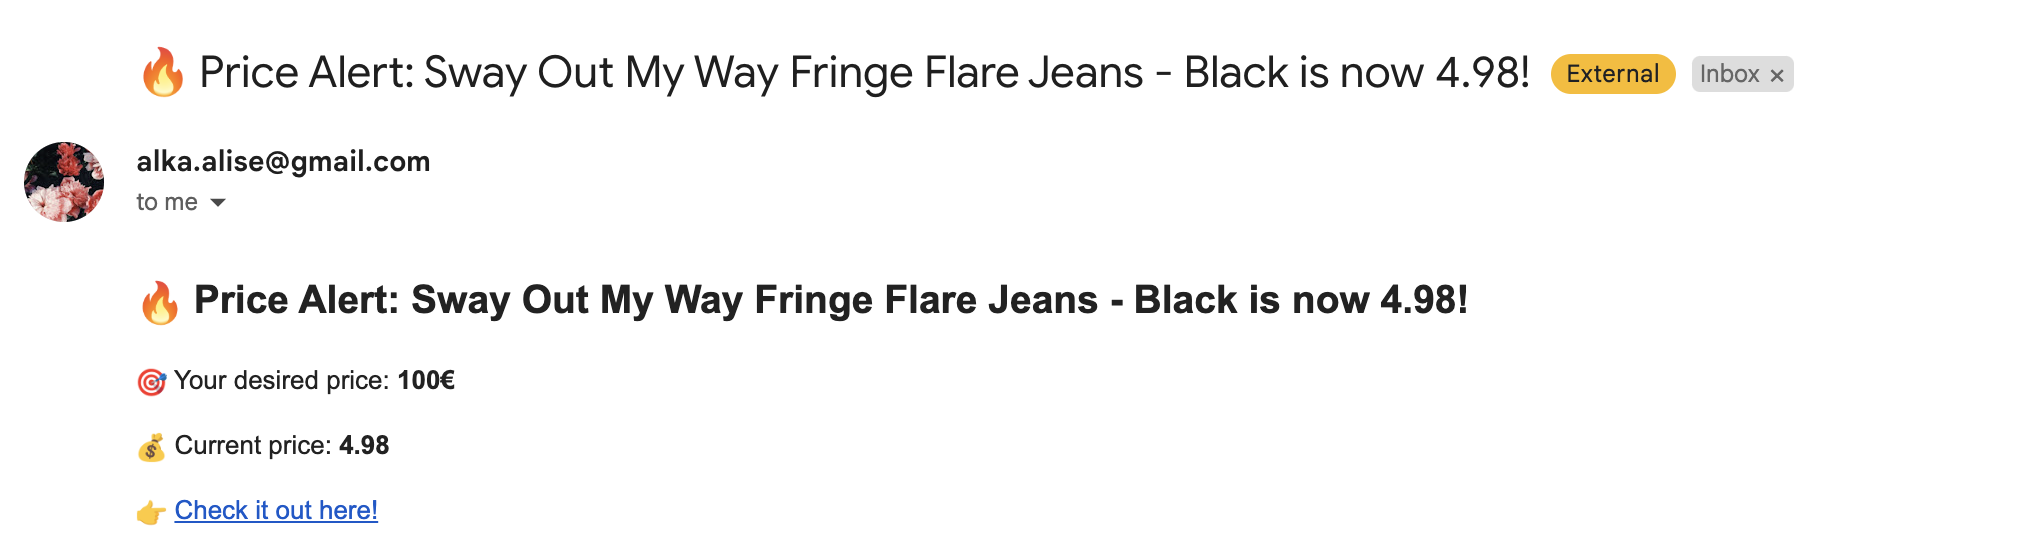 🔥 Price Alert: Sway Out My Way Fringe Flare Jeans - Black is now 4.98! External Inbox ×
alka.alise@gmail.com
to me
🔥 Price Alert: Sway Out My Way Fringe Flare Jeans - Black is now 4.98!
🎯 Your desired price: 100€
💰 Current price: 4.98
👉 Check it out here!